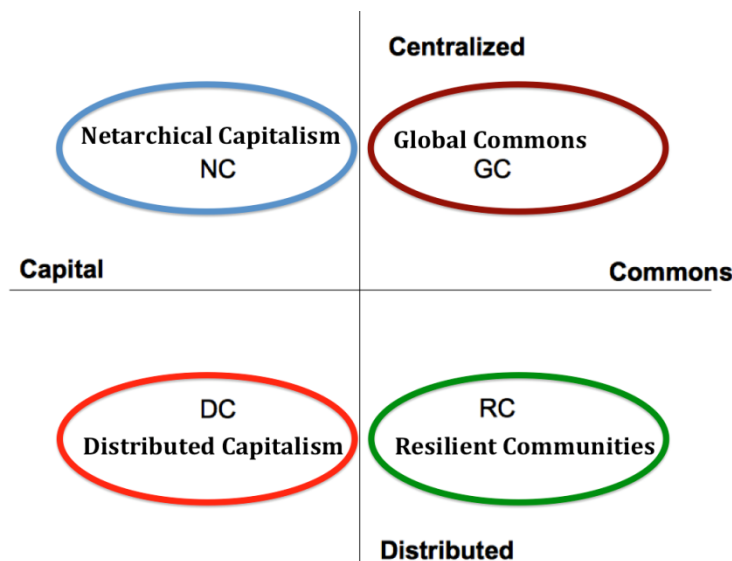 Centralized
Netarchical Capitalism
NC
Global Commons
GC
Capital
Commons
DC
Distributed Capitalism
RC
Resilient Communities
Distributed